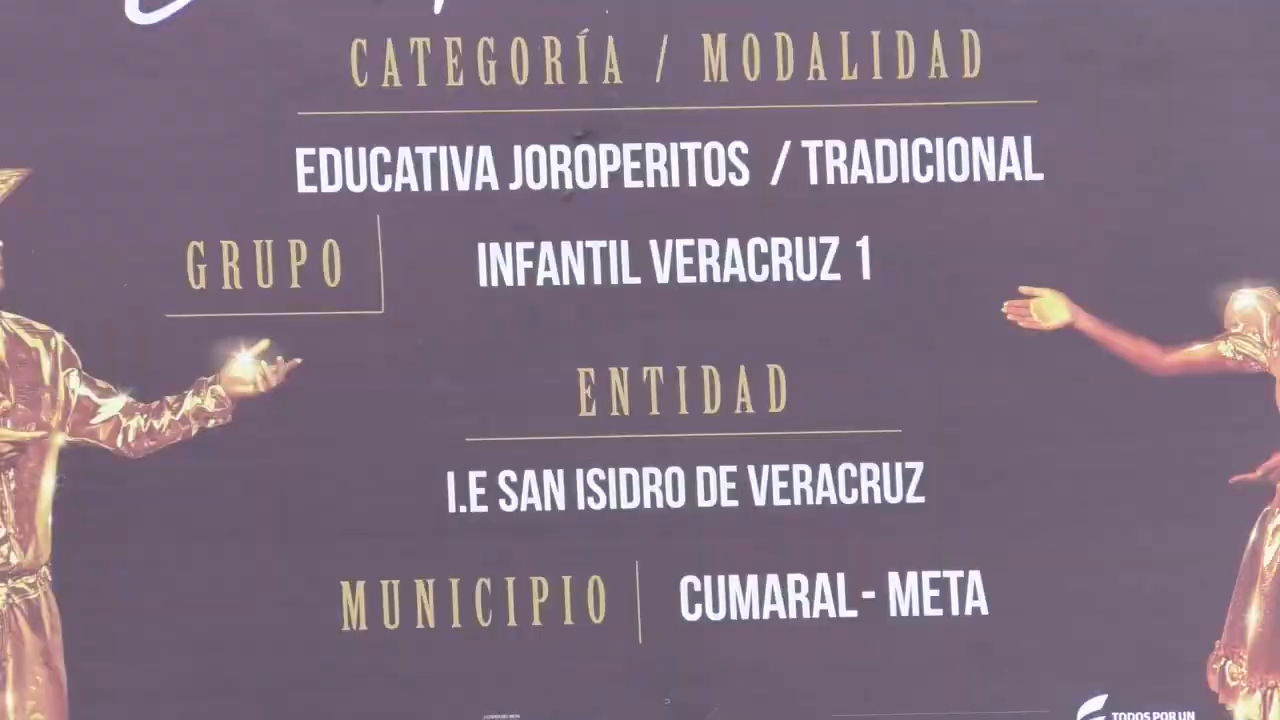 CATEGORÍA / MODALIDAD
EDUCATIVA JOROPERITOS / TRADICIONAL
GRUPO
INFANTIL VERACRUZ 1
ENTIDAD
I.E SAN ISIDRO DE VERACRUZ
MUNICIPIO
CUMARAL - META
TODOS POR UN